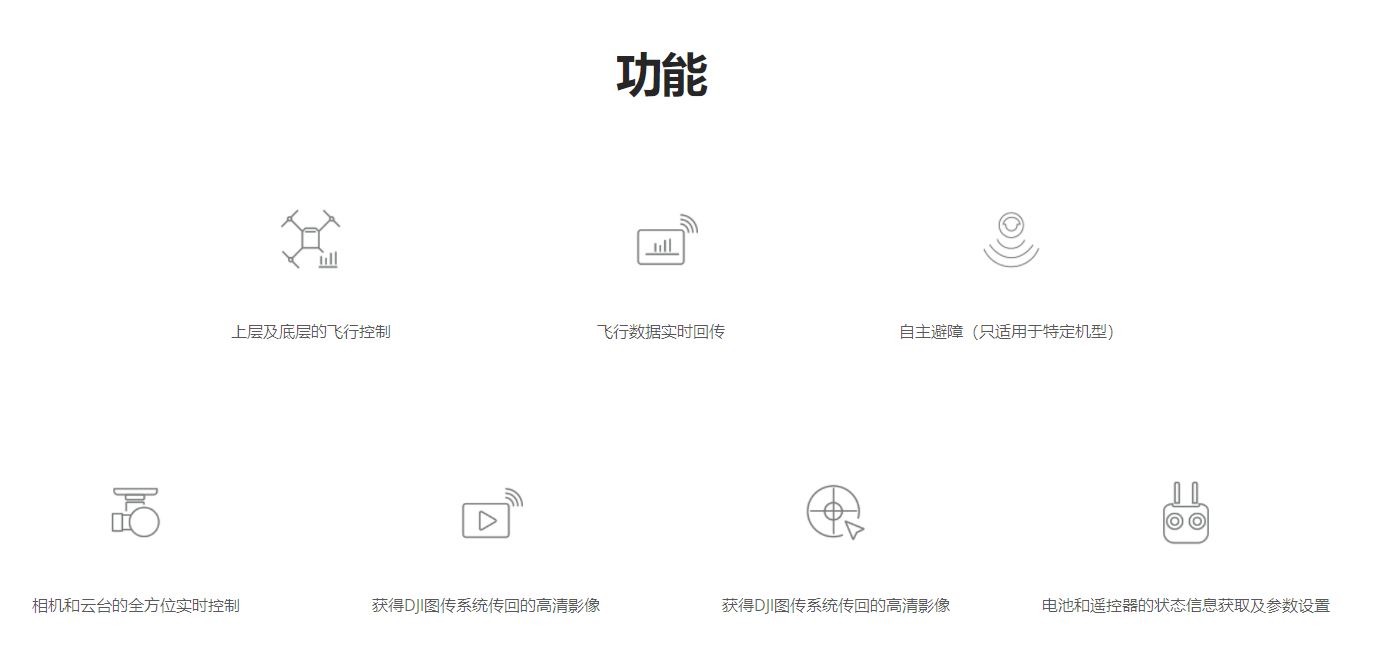 功能
上层及底层的飞行控制
飞行数据实时回传
自主避障（只适用于特定机型）
相机和云台的全方位实时控制
获得DJI图传系统传回的高清影像
获得DJI图传系统传回的高清影像
电池和遥控器的状态信息获取及参数设置